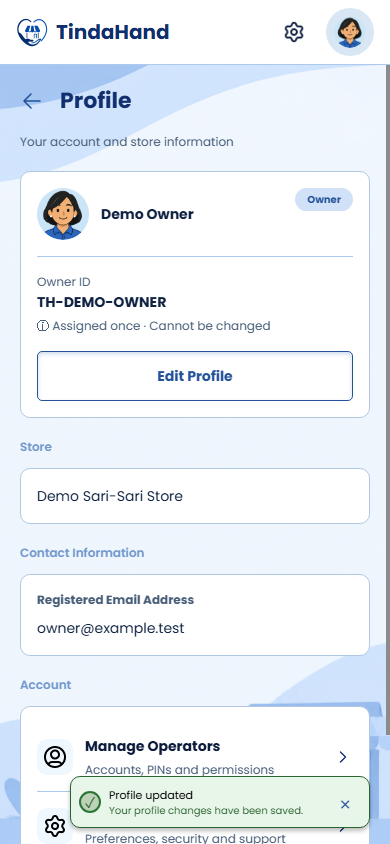 TindaHand
Profile
Your account and store information
Demo Owner
Owner
Owner ID
TH-DEMO-OWNER
Assigned once · Cannot be changed
Edit Profile
Store
Demo Sari-Sari Store
Contact Information
Registered Email Address
owner@example.test
Account
Manage Operators
Accounts, PINs and permissions
Profile updated
Your profile changes have been saved.
Preferences, security and support